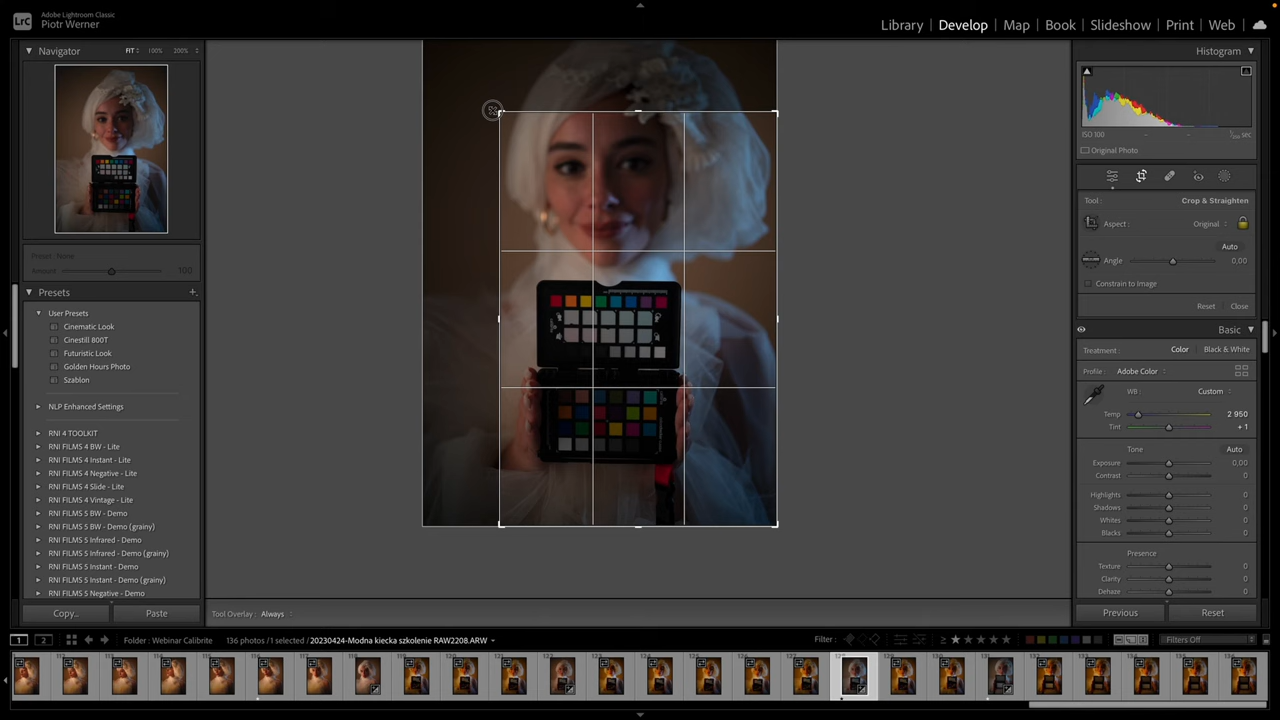 LrC
Adobe Lightroom Classic
Piotr Werner
Library | Develop | Map | Book | Slideshow | Print | Web
Navigator
FIT
100%
200%
Preset: None
Amount
100
Presets
User Presets
Cinematic Look
Cinestill 800T
Futuristic Look
Golden Hours Photo
Szablon
NLP Enhanced Settings
RNI 4 TOOLKIT
RNI FILMS 4 BW - Lite
RNI FILMS 4 Instant - Lite
RNI FILMS 4 Negative - Lite
RNI FILMS 4 Slide - Lite
RNI FILMS 4 Vintage - Lite
RNI FILMS 5 BW - Demo
RNI FILMS 5 BW - Demo (grainy)
RNI FILMS 5 Infrared - Demo
RNI FILMS 5 Infrared - Demo (grainy)
RNI FILMS 5 Instant - Demo
RNI FILMS 5 Instant - Demo (grainy)
RNI FILMS 5 Negative - Demo
Copy...
Paste
Tool Overlay : Always
Histogram
ISO 100
Original Photo
Tool :
Crop & Straighten
Aspect :
Original
Auto
Angle
0,00
Constrain to Image
Reset
Close
Basic
Treatment :
Color
Black & White
Profile :
Adobe Color
WB :
Custom
Temp
2 950
Tint
+ 1
Tone
Auto
Exposure
0,00
Contrast
0
Highlights
0
Shadows
0
Whites
0
Blacks
0
Presence
Texture
0
Clarity
0
Dehaze
0
Previous
Reset
1
2
Folder : Webinar Calibrite
136 photos / 1 selected / 20230424-Modna kiecka szkolenie RAW2208.ARW
Filter :
Filters Off